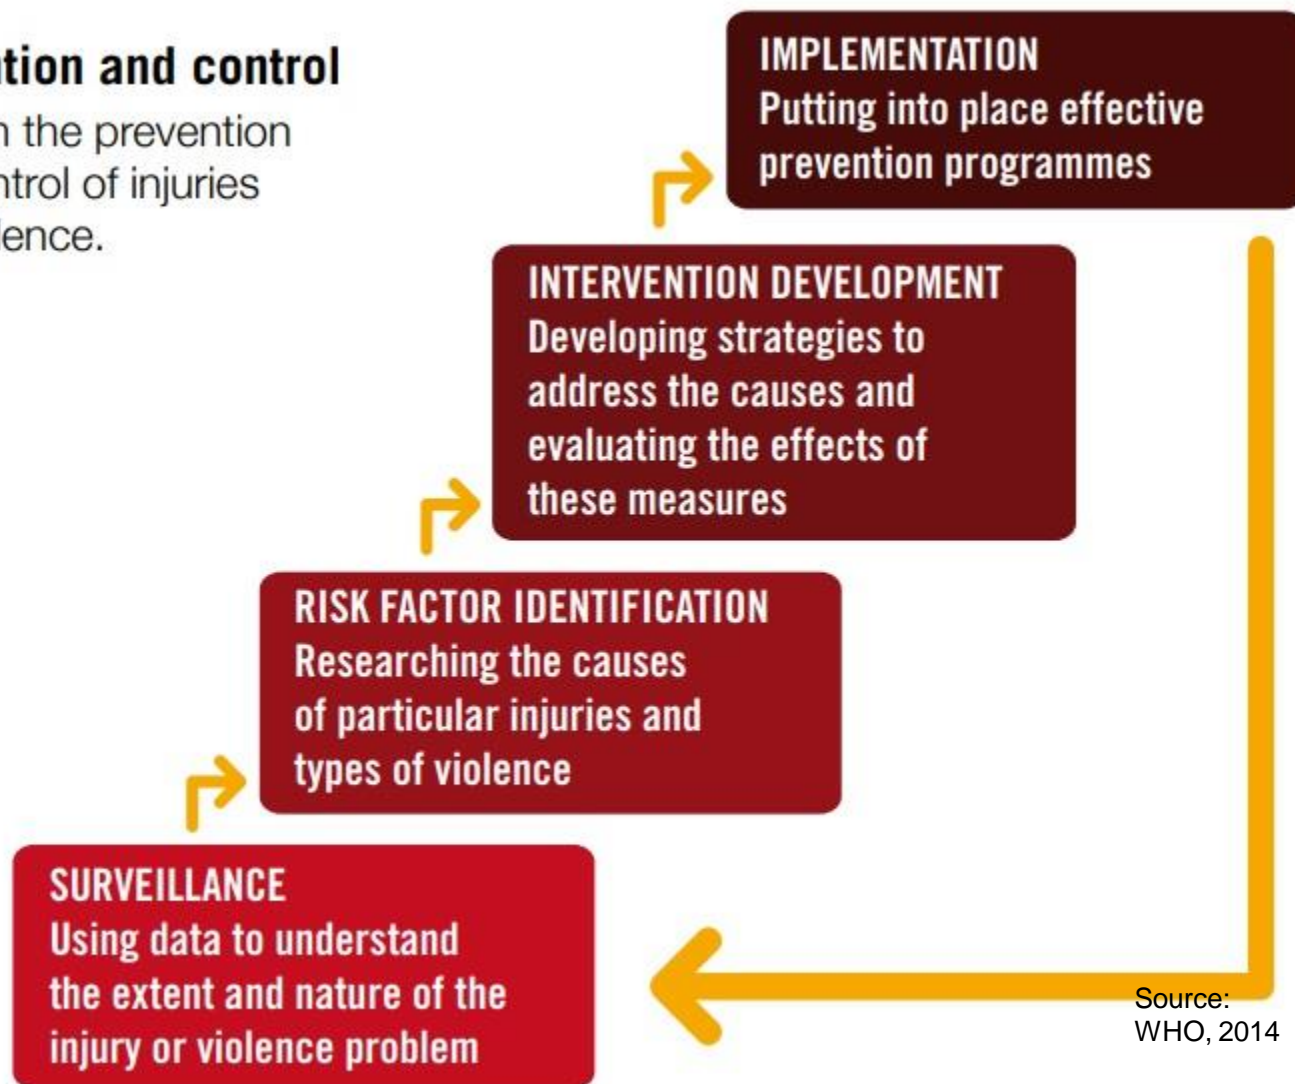 tion and control
n the prevention
ntrol of injuries
lence.
IMPLEMENTATION
Putting into place effective
prevention programmes
INTERVENTION DEVELOPMENT
Developing strategies to
address the causes and
evaluating the effects of
these measures
RISK FACTOR IDENTIFICATION
Researching the causes
of particular injuries and
types of violence
SURVEILLANCE
Using data to understand
the extent and nature of the
injury or violence problem
Source:
WHO, 2014